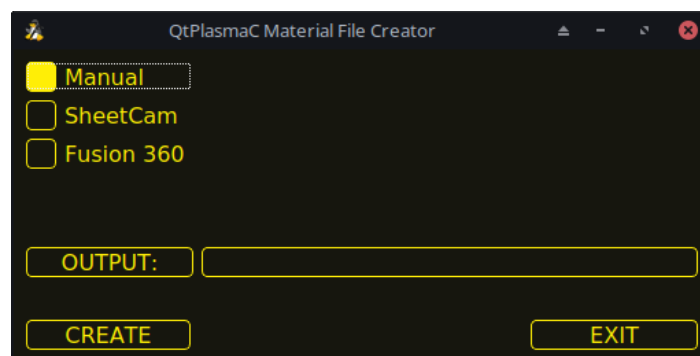 QtPlasmaC Material File Creator
Manual
SheetCam
Fusion 360
OUTPUT:
CREATE EXIT